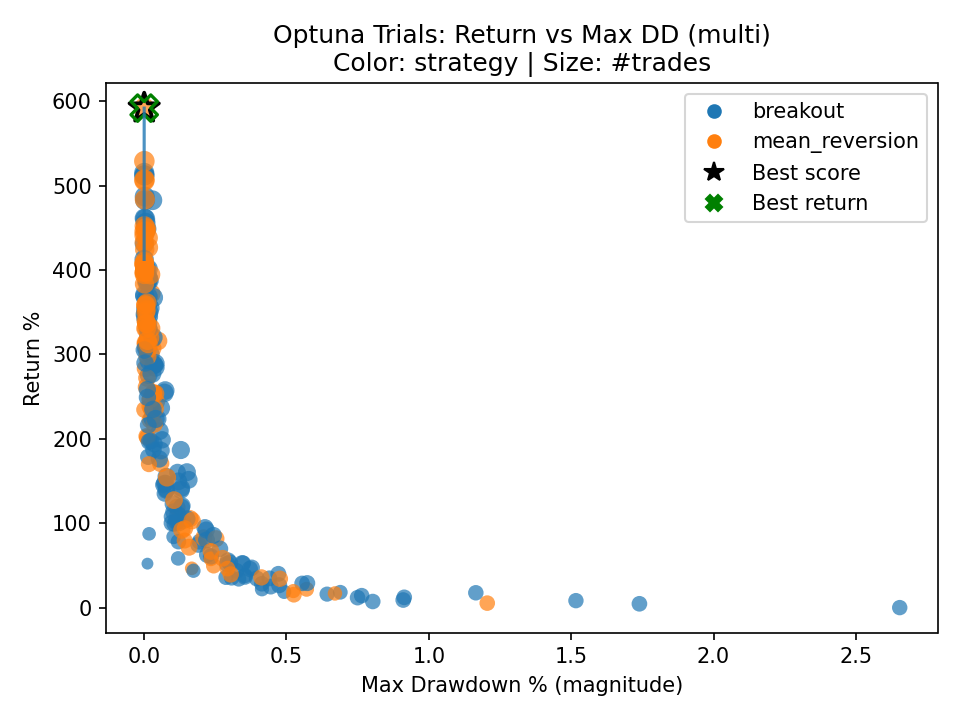 Optuna Trials: Return vs Max DD (multi)
Color: strategy | Size: #trades
600
500
400
300
200
100
0
Return %
breakout
mean_reversion
Best score
Best return
0.0
0.5
1.0
1.5
2.0
2.5
Max Drawdown % (magnitude)